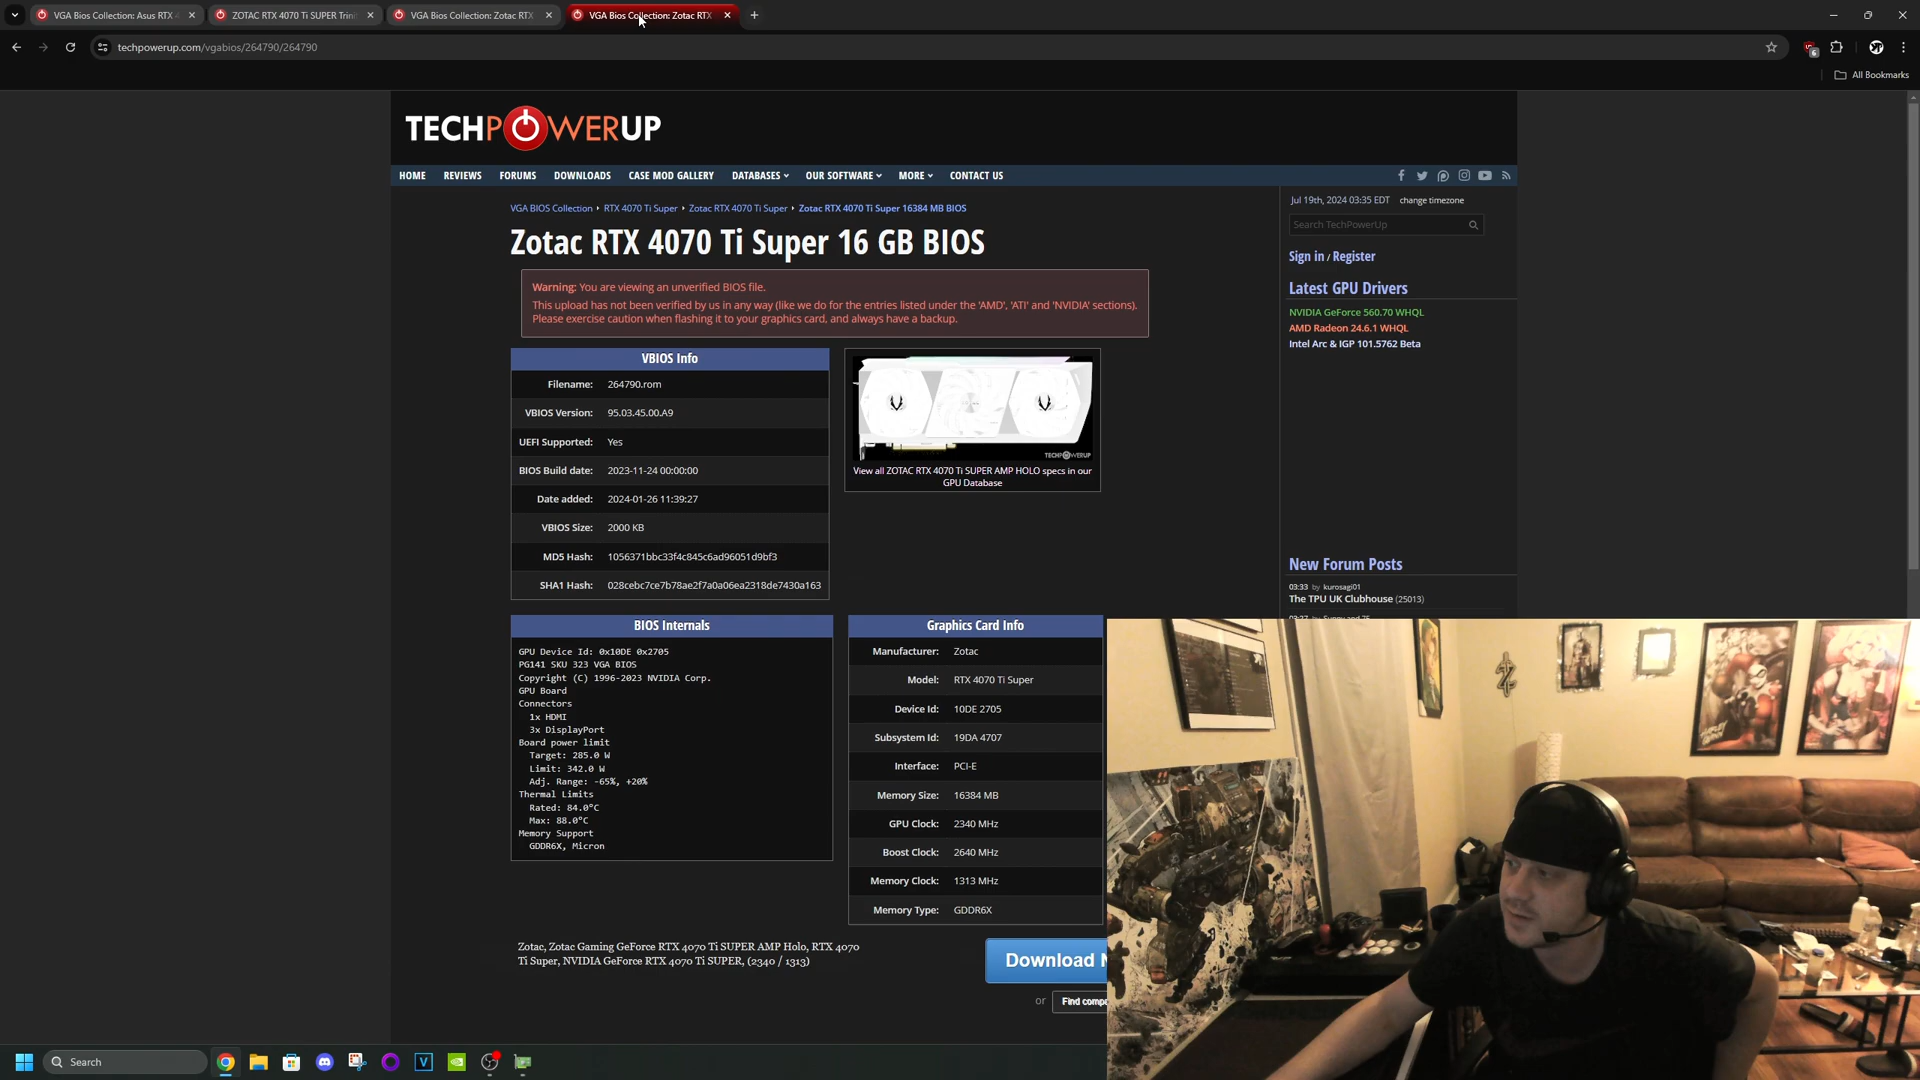 VGA Bios Collection: Asus RTX 4
ZOTAC RTX 4070 Ti SUPER Trini
VGA Bios Collection: Zotac RTX
VGA Bios Collection: Zotac RTX
techpowerup.com/vgabios/264790/264790
6
All Bookmarks
TECHPOWERUP
HOME REVIEWS FORUMS DOWNLOADS CASE MOD GALLERY DATABASES OUR SOFTWARE MORE CONTACT US
VGA BIOS Collection RTX 4070 Ti Super Zotac RTX 4070 Ti Super Zotac RTX 4070 Ti Super 16384 MB BIOS
Jul 19th, 2024 03:35 EDT change timezone
Search TechPowerUp
Zotac RTX 4070 Ti Super 16 GB BIOS
Sign in / Register
Warning: You are viewing an unverified BIOS file.
This upload has not been verified by us in any way (like we do for the entries listed under the 'AMD', 'ATI' and 'NVIDIA' sections).
Please exercise caution when flashing it to your graphics card, and always have a backup.
Latest GPU Drivers
NVIDIA GeForce 560.70 WHQL
AMD Radeon 24.6.1 WHQL
Intel Arc & IGP 101.5762 Beta
VBIOS Info
Filename: 264790.rom
VBIOS Version: 95.03.45.00.A9
UEFI Supported: Yes
BIOS Build date: 2023-11-24 00:00:00
Date added: 2024-01-26 11:39:27
VBIOS Size: 2000 KB
MD5 Hash: 1056371bbc33f4c845c6ad96051d9bf3
SHA1 Hash: 028cebc7ce7b78ae2f7a0a06ea2318de7430a163
TECHPOWERUP
View all ZOTAC RTX 4070 Ti SUPER AMP HOLO specs in our
GPU Database
New Forum Posts
03:33 by kurosagi01
The TPU UK Clubhouse (25013)
BIOS Internals
GPU Device Id: 0x10DE 0x2705
PG141 SKU 323 VGA BIOS
Copyright (C) 1996-2023 NVIDIA Corp.
GPU Board
Connectors
1x HDMI
3x DisplayPort
Board power limit
Target: 285.0 W
Limit: 342.0 W
Adj. Range: -65%, +20%
Thermal Limits
Rated: 84.0°C
Max: 88.0°C
Memory Support
GDDR6X, Micron
Graphics Card Info
Manufacturer: Zotac
Model: RTX 4070 Ti Super
Device Id: 10DE 2705
Subsystem Id: 19DA 4707
Interface: PCI-E
Memory Size: 16384 MB
GPU Clock: 2340 MHz
Boost Clock: 2640 MHz
Memory Clock: 1313 MHz
Memory Type: GDDR6X
Zotac, Zotac Gaming GeForce RTX 4070 Ti SUPER AMP Holo, RTX 4070
Ti Super, NVIDIA GeForce RTX 4070 Ti SUPER, (2340 / 1313)
Download N
or Find comp
Search